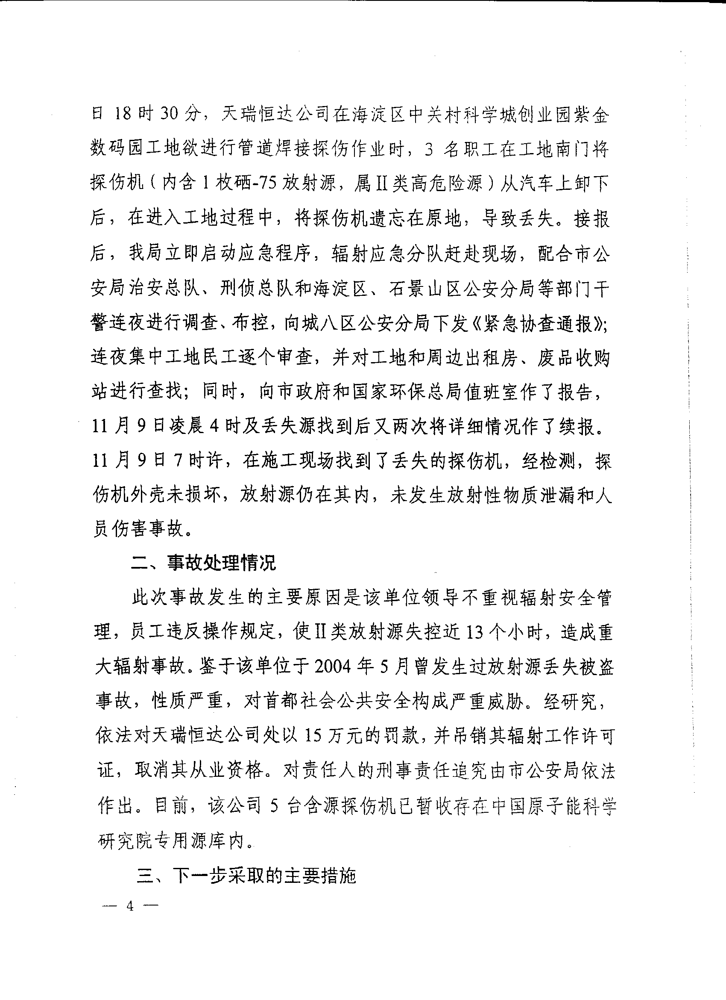 日 18 时 30 分，天瑞恒达公司在海淀区中关村科学城创业园紫金
数码园工地欲进行管道焊接探伤作业时，3 名职工在工地南门将
探伤机（内含 1 枚硒-75 放射源，属Ⅱ类高危险源）从汽车上卸下
后，在进入工地过程中，将探伤机遗忘在原地，导致丢失。接报
后，我局立即启动应急程序，辐射应急分队赶赴现场，配合市公
安局治安总队、刑侦总队和海淀区、石景山区公安分局等部门干
警连夜进行调查、布控，向城八区公安分局下发《紧急协查通报》；
连夜集中工地民工逐个审查，并对工地和周边出租房、废品收购
站进行查找；同时，向市政府和国家环保总局值班室作了报告，
11 月 9 日凌晨 4 时及丢失源找到后又两次将详细情况作了续报。
11 月 9 日 7 时许，在施工现场找到了丢失的探伤机，经检测，探
伤机外壳未损坏，放射源仍在其内，未发生放射性物质泄漏和人
员伤害事故。
二、事故处理情况
此次事故发生的主要原因是该单位领导不重视辐射安全管
理，员工违反操作规定，使Ⅱ类放射源失控近 13 个小时，造成重
大辐射事故。鉴于该单位于 2004 年 5 月曾发生过放射源丢失被盗
事故，性质严重，对首都社会公共安全构成严重威胁。经研究，
依法对天瑞恒达公司处以 15 万元的罚款，并吊销其辐射工作许可
证，取消其从业资格。对责任人的刑事责任追究由市公安局依法
作出。目前，该公司 5 台含源探伤机已暂收存在中国原子能科学
研究院专用源库内。
三、下一步采取的主要措施
— 4 —